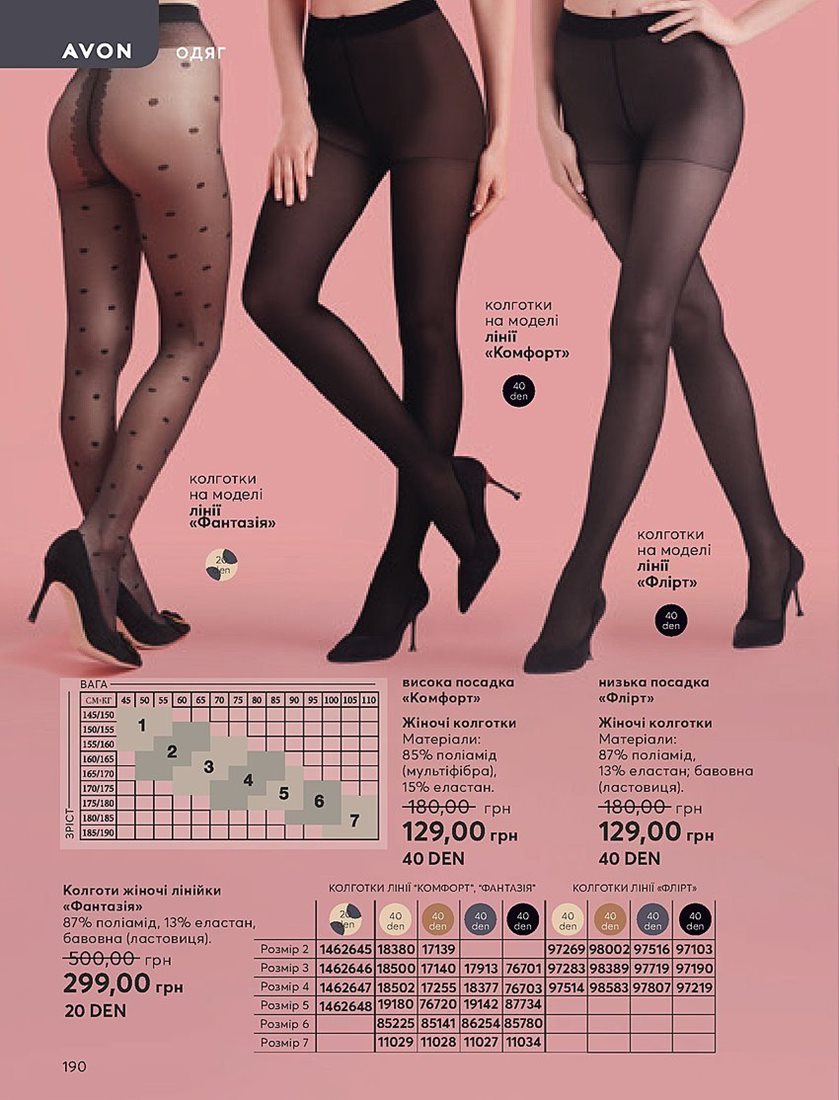 AVON одяг
колготки
на моделі
лінії
«Комфорт»
40
den
колготки
на моделі
лінії
«Фантазія»
20
den
колготки
на моделі
лінії
«Флірт»
40
den
ВАГА
СМ·КГ 45 50 55 60 65 70 75 80 85 90 95 100 105 110
145/150
150/155
155/160
160/165
165/170
170/175
175/180
180/185
185/190
ЗРІСТ
1
2
3
4
5
6
7
висока посадка
«Комфорт»
Жіночі колготки
Матеріали:
85% поліамід
(мультіфібра),
15% еластан.
180,00 грн
129,00 грн
40 DEN
низька посадка
«Флірт»
Жіночі колготки
Матеріали:
87% поліамід,
13% еластан; бавовна
(ластовиця).
180,00 грн
129,00 грн
40 DEN
Колготи жіночі лінійки
«Фантазія»
87% поліамід, 13% еластан,
бавовна (ластовиця).
500,00 грн
299,00 грн
20 DEN
КОЛГОТКИ ЛІНІЇ "КОМФОРТ", "ФАНТАЗІЯ" КОЛГОТКИ ЛІНІЇ «ФЛІРТ»
20 40 40 40 40 40 40 40 40
den den den den den den den den den
Розмір 2 1462645 18380 17139 97269 98002 97516 97103
Розмір 3 1462646 18500 17140 17913 76701 97283 98389 97719 97190
Розмір 4 1462647 18502 17255 18377 76703 97514 98583 97807 97219
Розмір 5 1462648 19180 76720 19142 87734
Розмір 6 85225 85141 86254 85780
Розмір 7 11029 11028 11027 11034
190